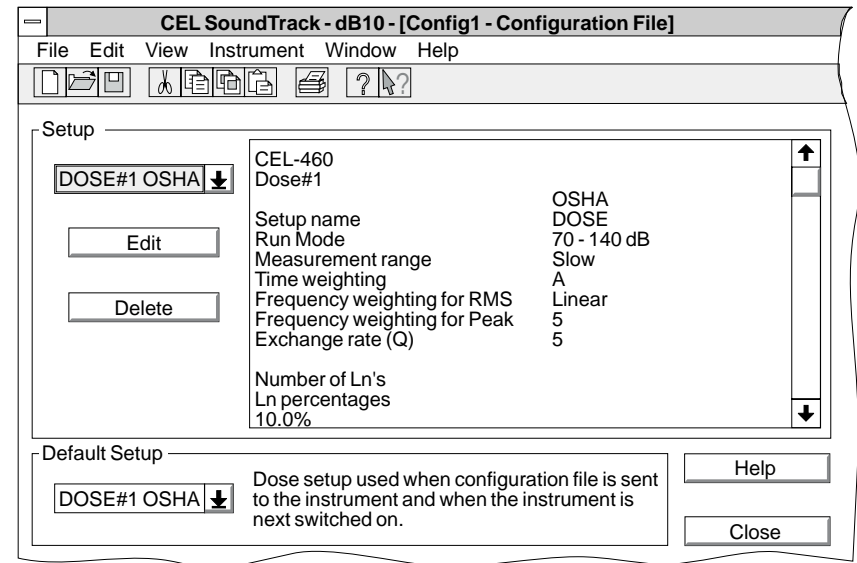 CEL SoundTrack - dB10 - [Config1 - Configuration File]
File Edit View Instrument Window Help
Setup
DOSE#1 OSHA
Edit
Delete
CEL-460
Dose#1
OSHA
Setup name DOSE
Run Mode 70 - 140 dB
Measurement range Slow
Time weighting A
Frequency weighting for RMS Linear
Frequency weighting for Peak 5
Exchange rate (Q) 5
Number of Ln's
Ln percentages
10.0%
Default Setup
DOSE#1 OSHA
Dose setup used when configuration file is sent
to the instrument and when the instrument is
next switched on.
Help
Close